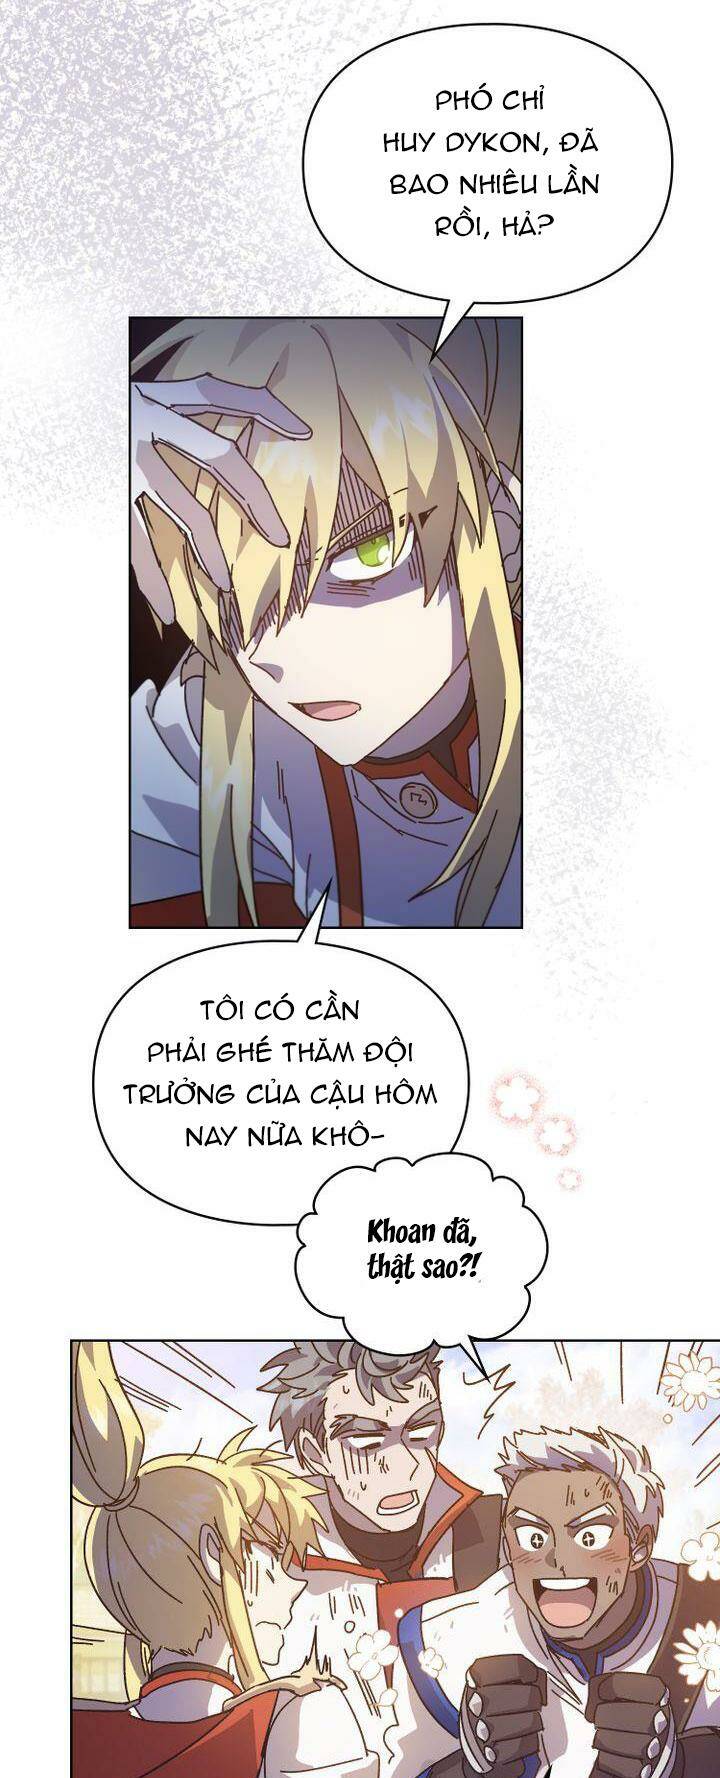 PHÓ CHỈ
HUY DYKON, ĐÃ
BAO NHIÊU LẦN
RỒI, HẢ?
TÔI CÓ CẦN
PHẢI GHÉ THĂM ĐỘI
TRƯỞNG CỦA CẬU HÔM
NAY NỮA KHÔ-
Khoan đã,
thật sao?!